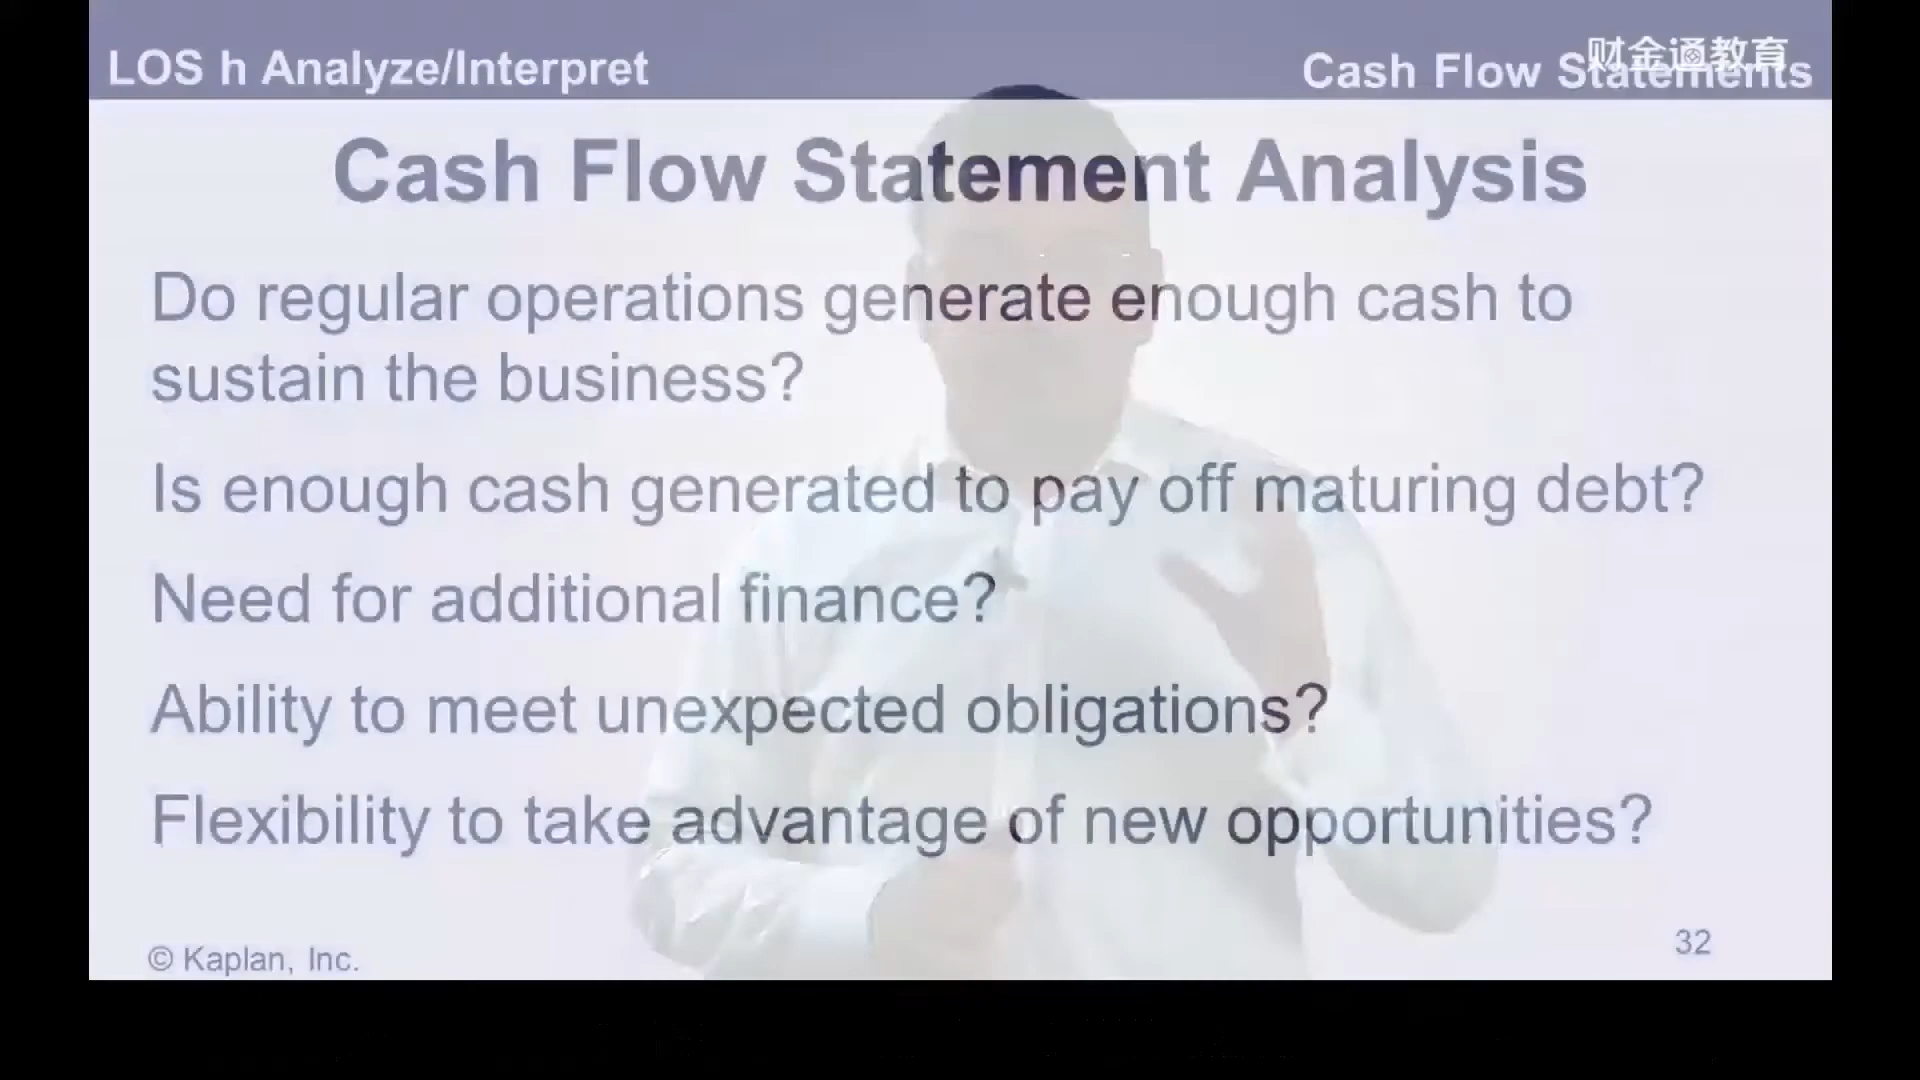 LOS h Analyze/Interpret
Cash Flow Statements
财金通教育
Cash Flow Statement Analysis
Do regular operations generate enough cash to
sustain the business?
Is enough cash generated to pay off maturing debt?
Need for additional finance?
Ability to meet unexpected obligations?
Flexibility to take advantage of new opportunities?
© Kaplan, Inc.
32